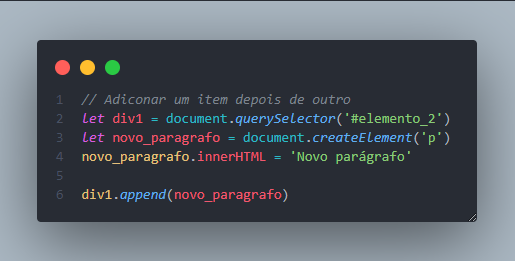 1 // Adiconar um item depois de outro
2 let div1 = document.querySelector('#elemento_2')
3 let novo_paragrafo = document.createElement('p')
4 novo_paragrafo.innerHTML = 'Novo parágrafo'
5
6 div1.append(novo_paragrafo)